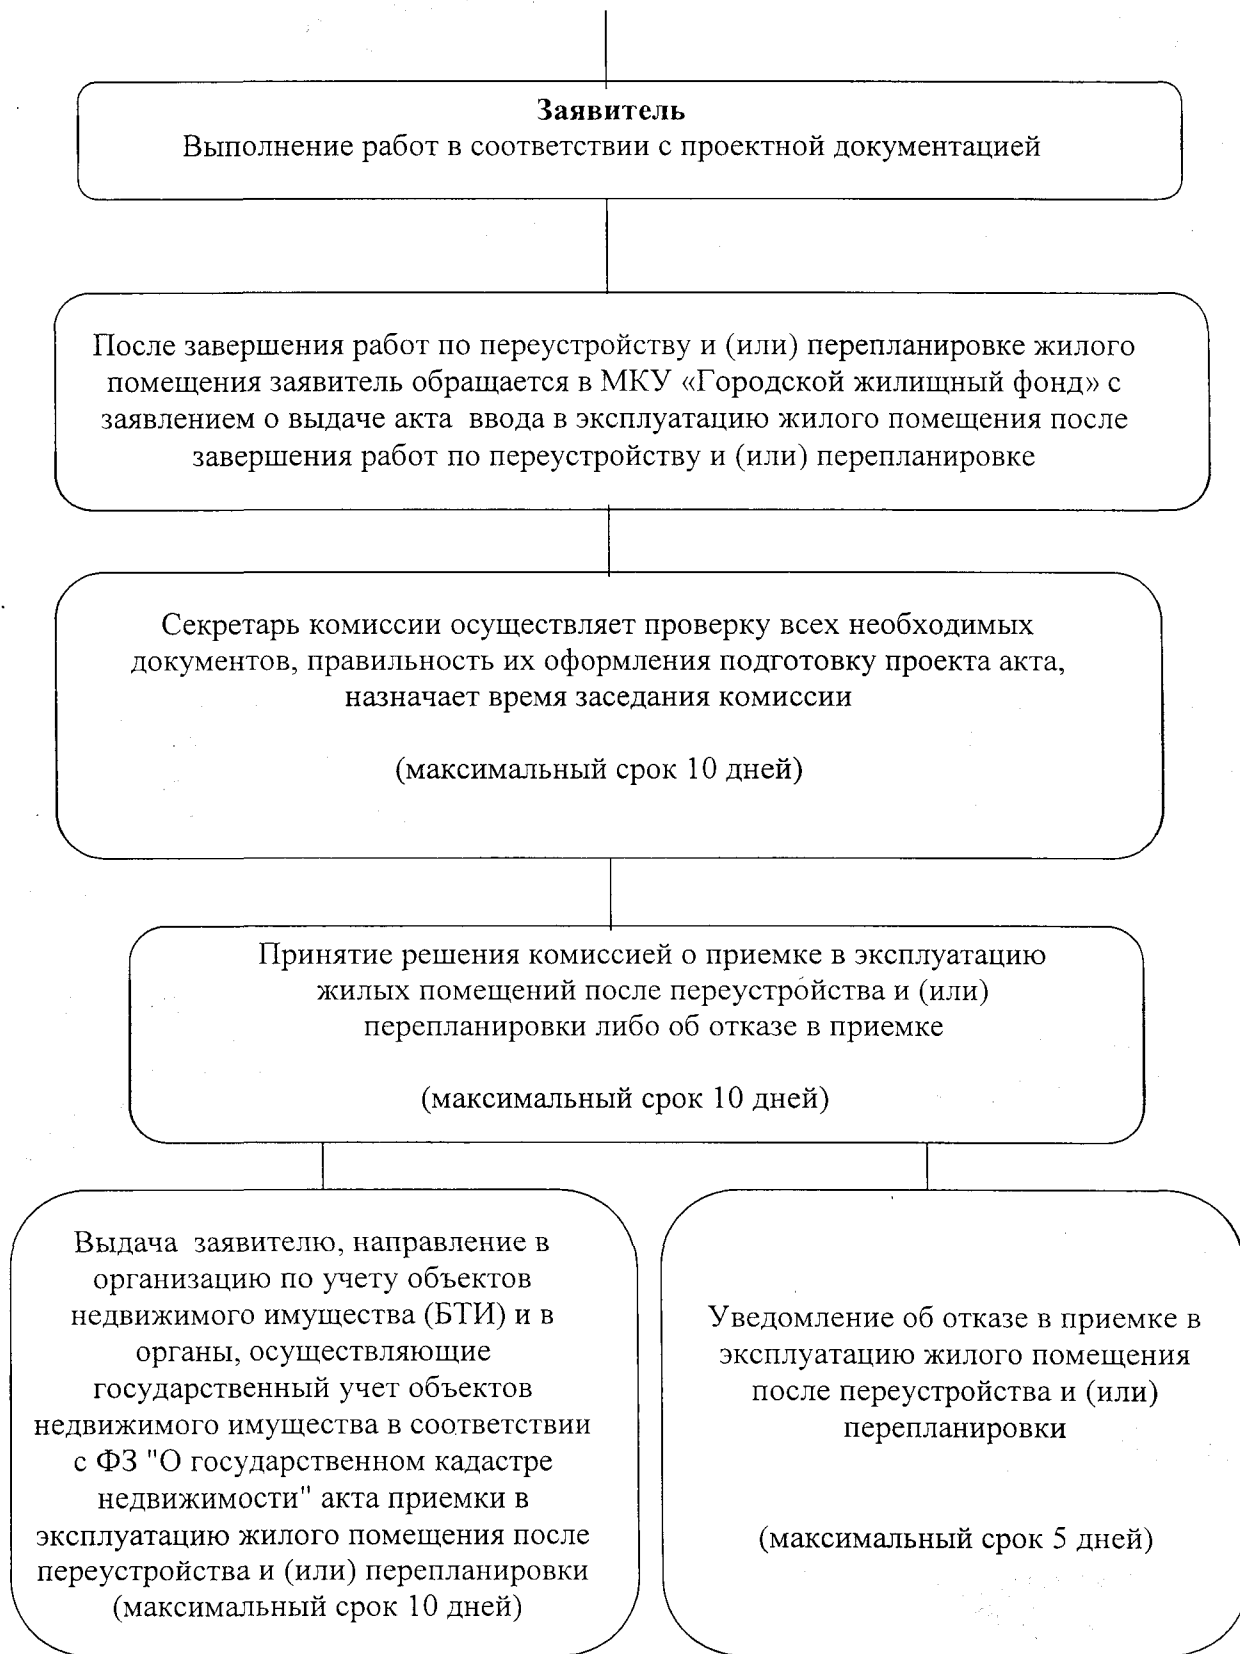 Заявитель
Выполнение работ в соответствии с проектной документацией
После завершения работ по переустройству и (или) перепланировке жилого
помещения заявитель обращается в МКУ «Городской жилищный фонд» с
заявлением о выдаче акта ввода в эксплуатацию жилого помещения после
завершения работ по переустройству и (или) перепланировке
Секретарь комиссии осуществляет проверку всех необходимых
документов, правильность их оформления подготовку проекта акта,
назначает время заседания комиссии
(максимальный срок 10 дней)
Принятие решения комиссией о приемке в эксплуатацию
жилых помещений после переустройства и (или)
перепланировки либо об отказе в приемке
(максимальный срок 10 дней)
Выдача заявителю, направление в
организацию по учету объектов
недвижимого имущества (БТИ) и в
органы, осуществляющие
государственный учет объектов
недвижимого имущества в соответствии
с ФЗ "О государственном кадастре
недвижимости" акта приемки в
эксплуатацию жилого помещения после
переустройства и (или) перепланировки
(максимальный срок 10 дней)
Уведомление об отказе в приемке в
эксплуатацию жилого помещения
после переустройства и (или)
перепланировки
(максимальный срок 5 дней)